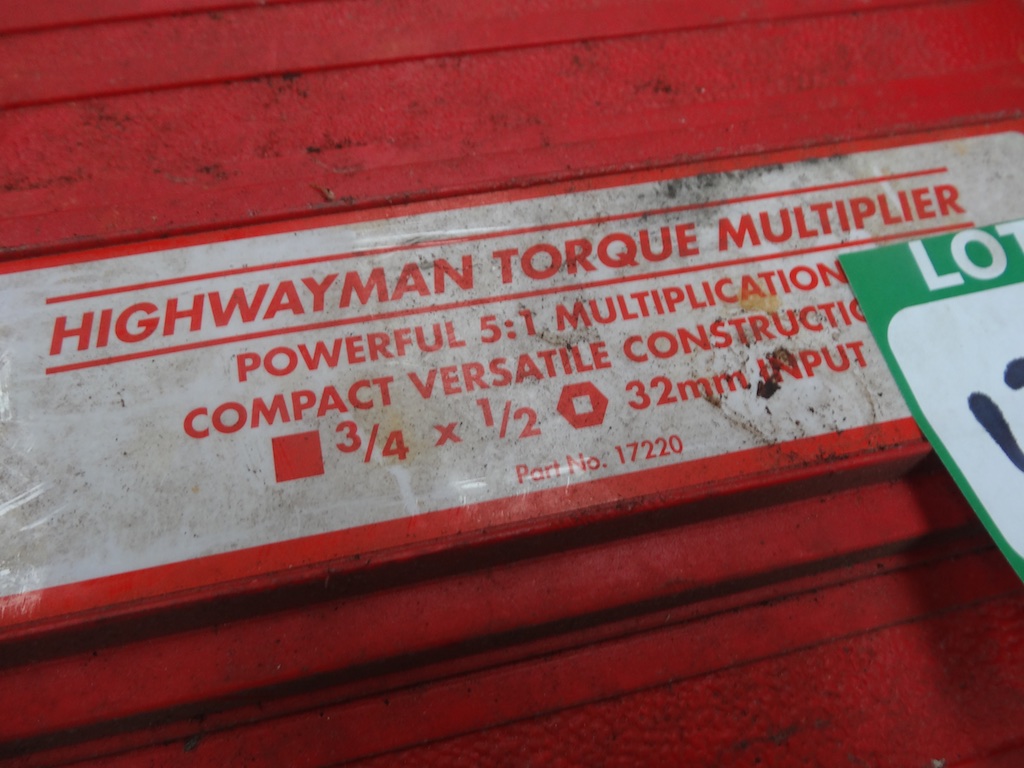 HIGHWAYMAN TORQUE MULTIPLIER
POWERFUL 5:1 MULTIPLICATION
COMPACT VERSATILE
3/4 x 1/2 32mm INPUT
Part No. 17220
LOT